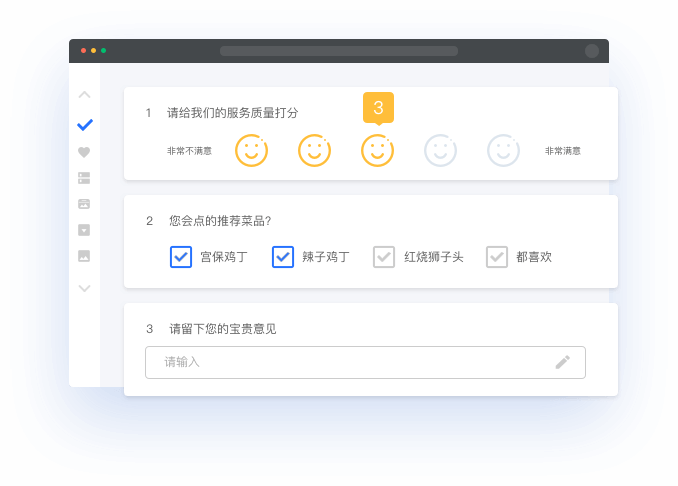 3
1 请给我们的服务质量打分
非常不满意 非常满意
2 您会点的推荐菜品?
宫保鸡丁 辣子鸡丁 红烧狮子头 都喜欢
3 请留下您的宝贵意见
请输入